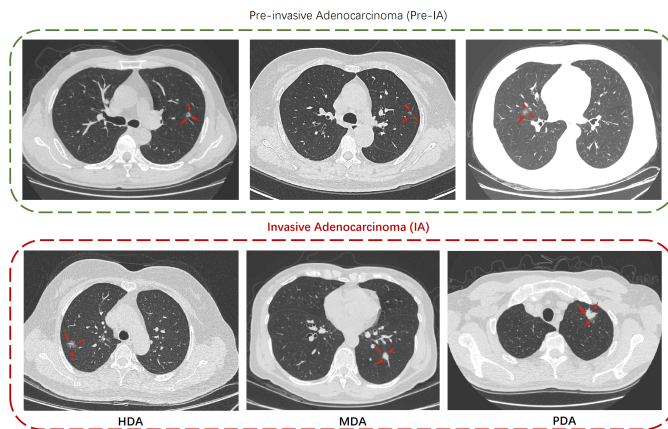 Pre-invasive Adenocarcinoma (Pre-IA)
Invasive Adenocarcinoma (IA)
HDA MDA PDA